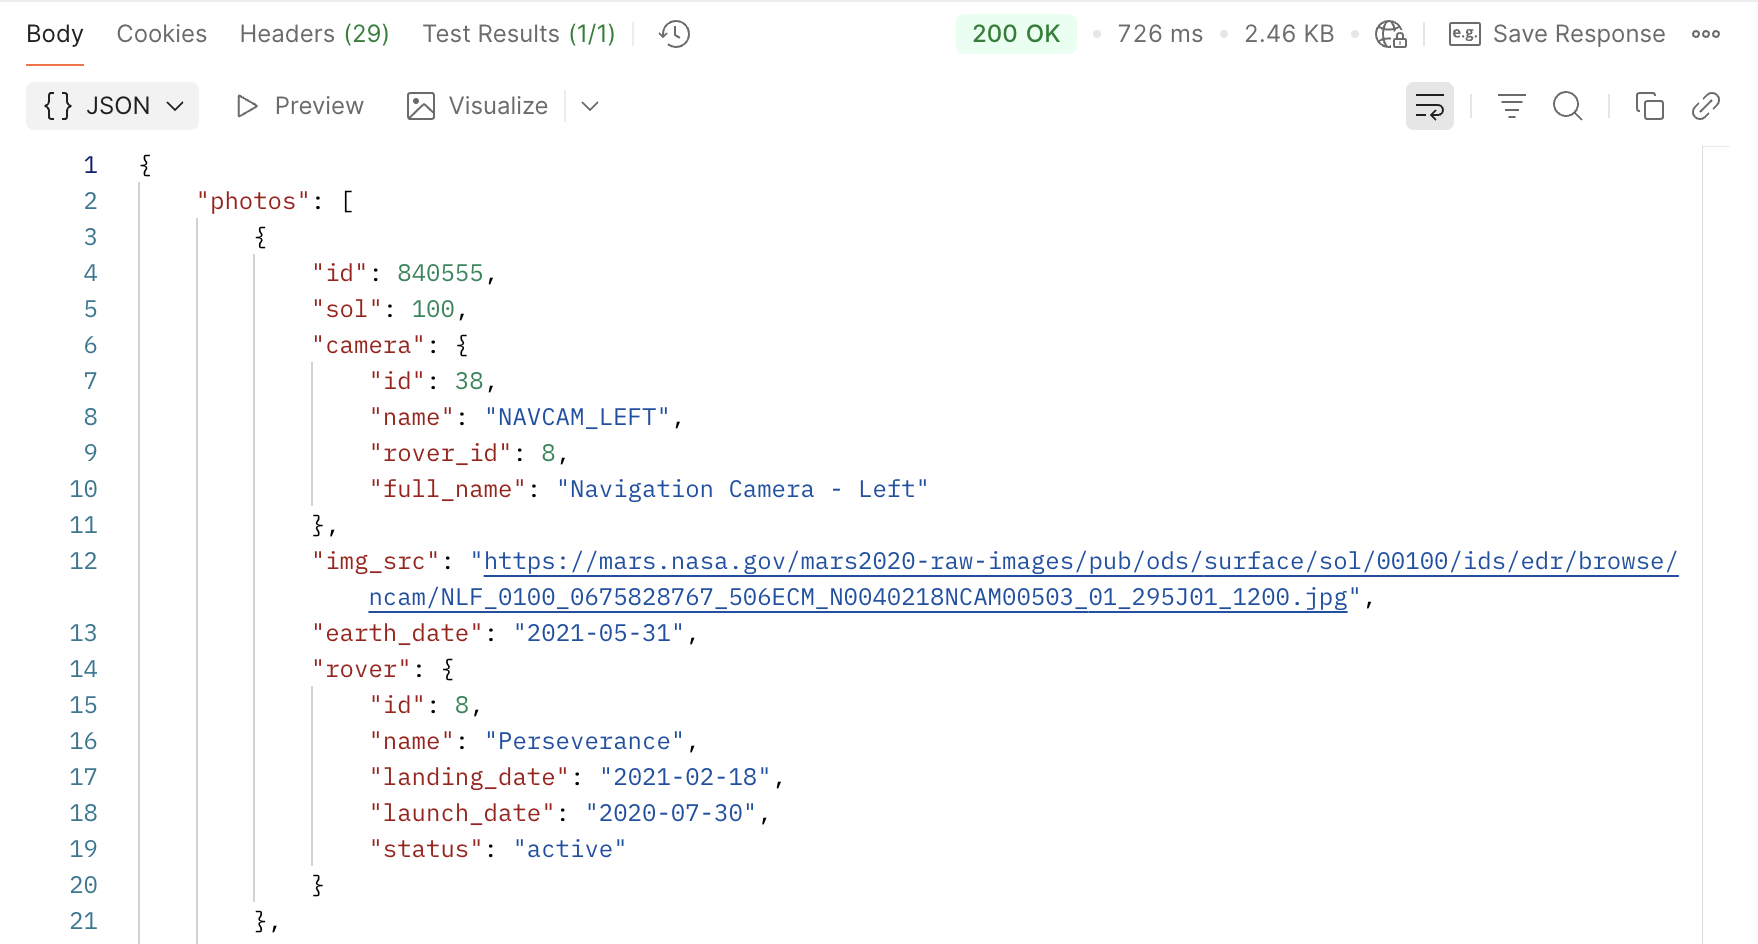 Body Cookies Headers (29) Test Results (1/1) 200 OK • 726 ms • 2.46 KB • e.g. Save Response
{} JSON Preview Visualize
1 {
2 "photos": [
3 {
4 "id": 840555,
5 "sol": 100,
6 "camera": {
7 "id": 38,
8 "name": "NAVCAM_LEFT",
9 "rover_id": 8,
10 "full_name": "Navigation Camera - Left"
11 },
12 "img_src": "https://mars.nasa.gov/mars2020-raw-images/pub/ods/surface/sol/00100/ids/edr/browse/
ncam/NLF_0100_0675828767_506ECM_N0040218NCAM00503_01_295J01_1200.jpg",
13 "earth_date": "2021-05-31",
14 "rover": {
15 "id": 8,
16 "name": "Perseverance",
17 "landing_date": "2021-02-18",
18 "launch_date": "2020-07-30",
19 "status": "active"
20 }
21 },